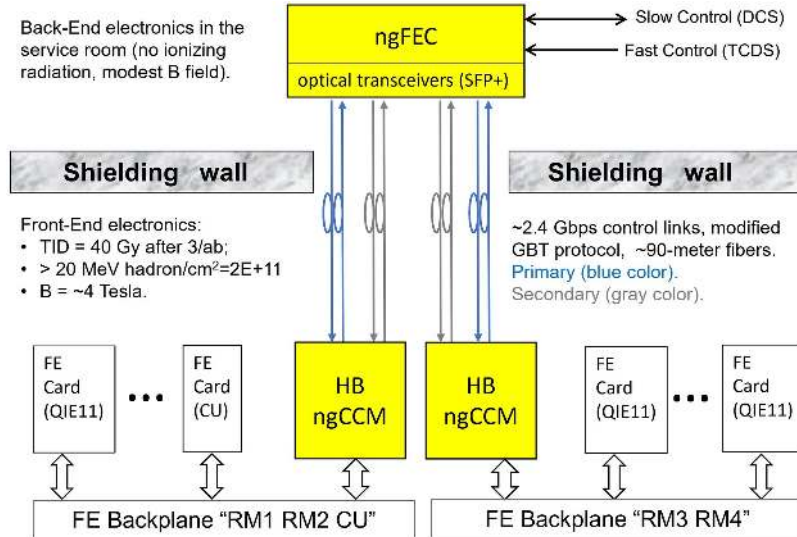 Back-End electronics in the
service room (no ionizing
radiation, modest B field).
ngFEC
optical transceivers (SFP+)
Slow Control (DCS)
Fast Control (TCDS)
Shielding wall
Shielding wall
Front-End electronics:
• TID = 40 Gy after 3/ab;
• > 20 MeV hadron/cm²=2E+11
• B = ~4 Tesla.
~2.4 Gbps control links, modified
GBT protocol, ~90-meter fibers.
Primary (blue color).
Secondary (gray color).
FE
Card
(QIE11)
•••
FE
Card
(CU)
HB
ngCCM
HB
ngCCM
FE
Card
(QIE11)
•••
FE
Card
(QIE11)
FE Backplane “RM1 RM2 CU”
FE Backplane “RM3 RM4”